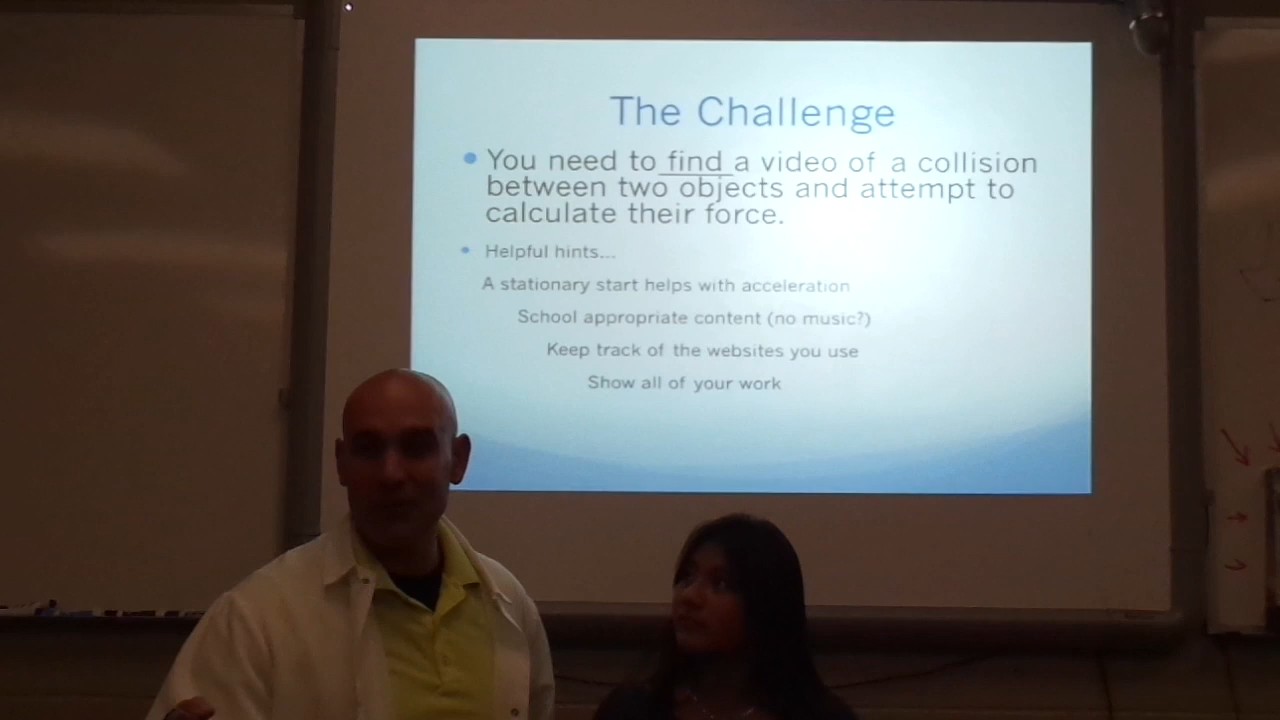 The Challenge
You need to find a video of a collision
between two objects and attempt to
calculate their force.
Helpful hints...
A stationary start helps with acceleration
School appropriate content (no music?)
Keep track of the websites you use
Show all of your work